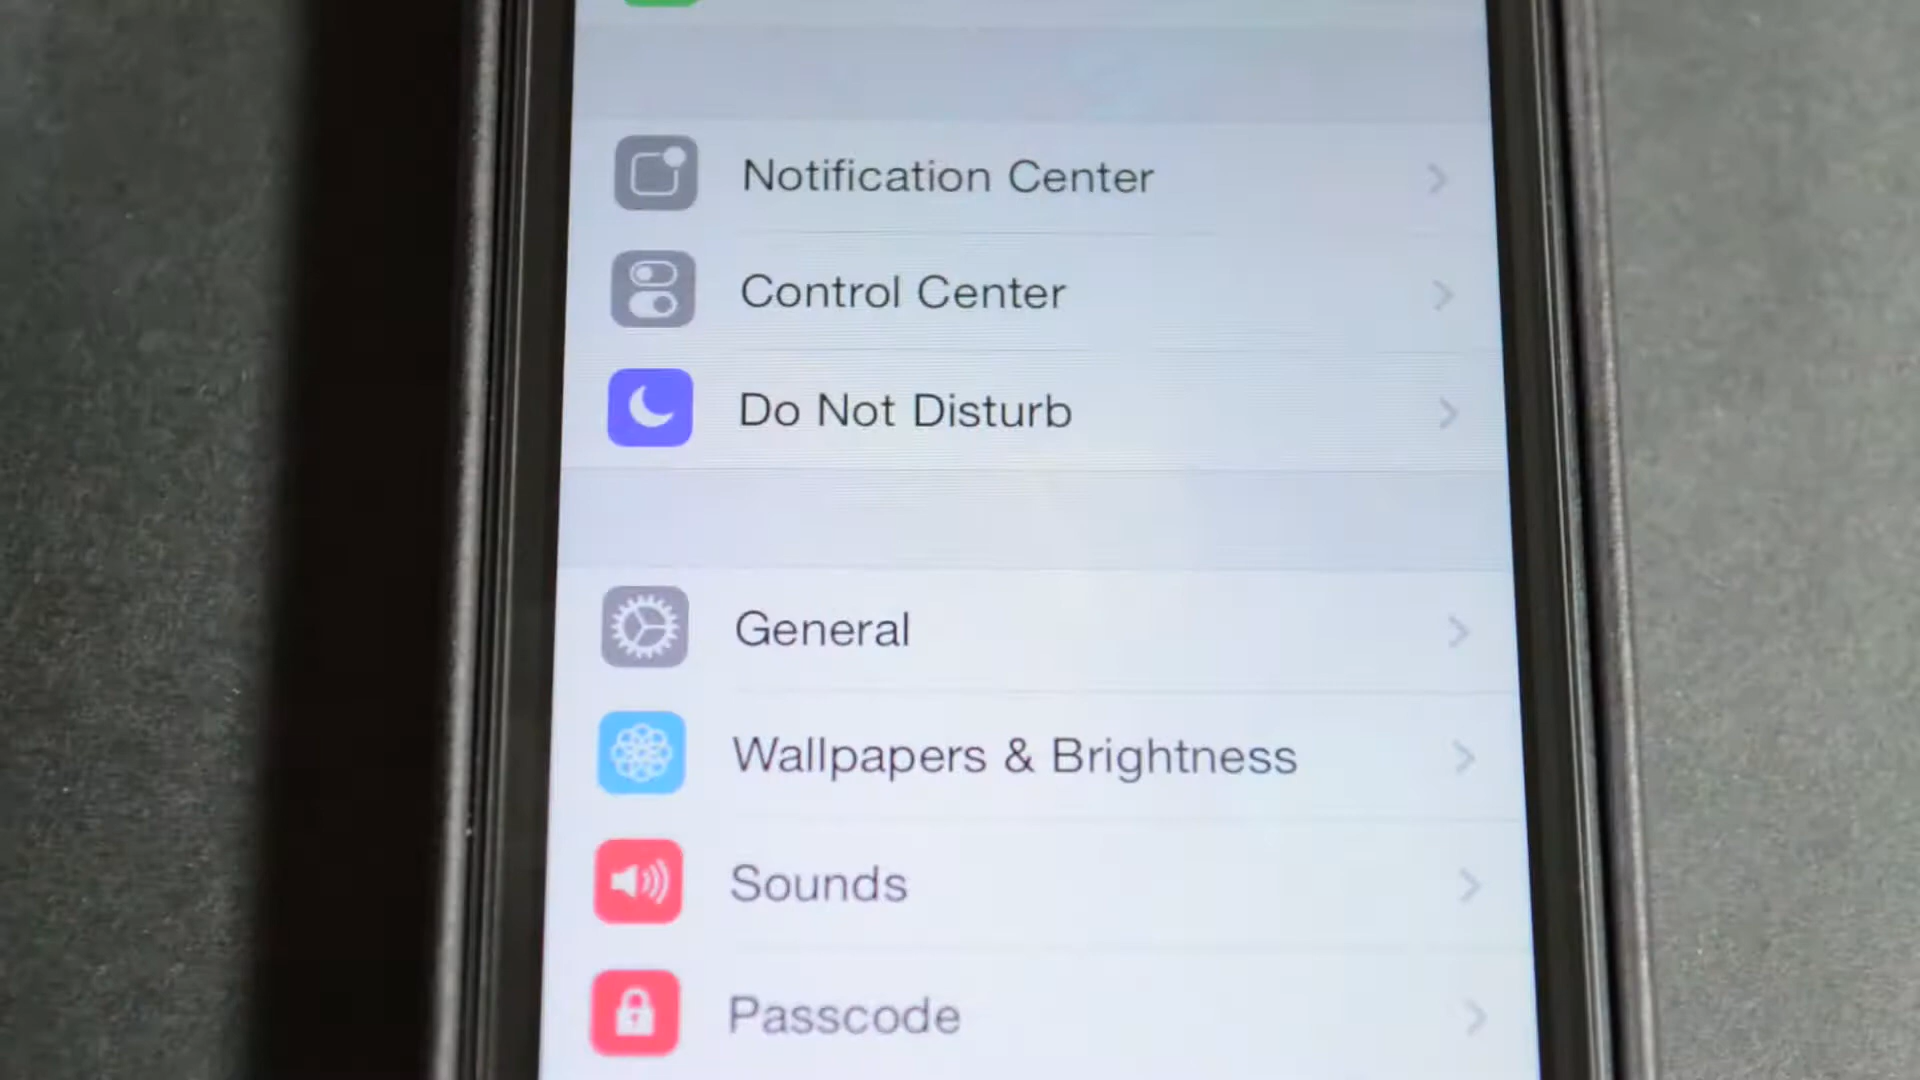 Notification Center
Control Center
Do Not Disturb
General
Wallpapers & Brightness
Sounds
Passcode